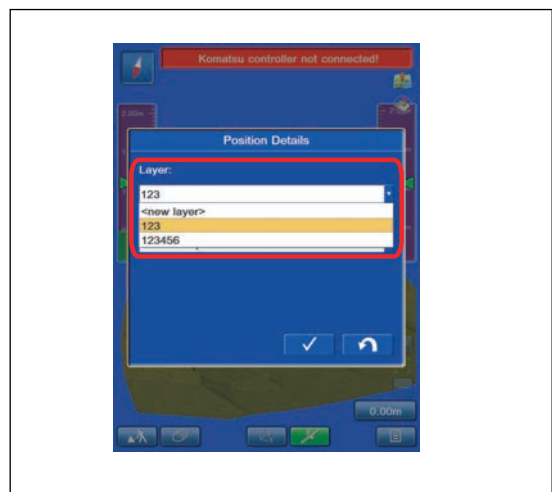 Komatsu controller not connected!
2.00m
Position Details
Layer:
123
<new layer>
123
123456
0.00m